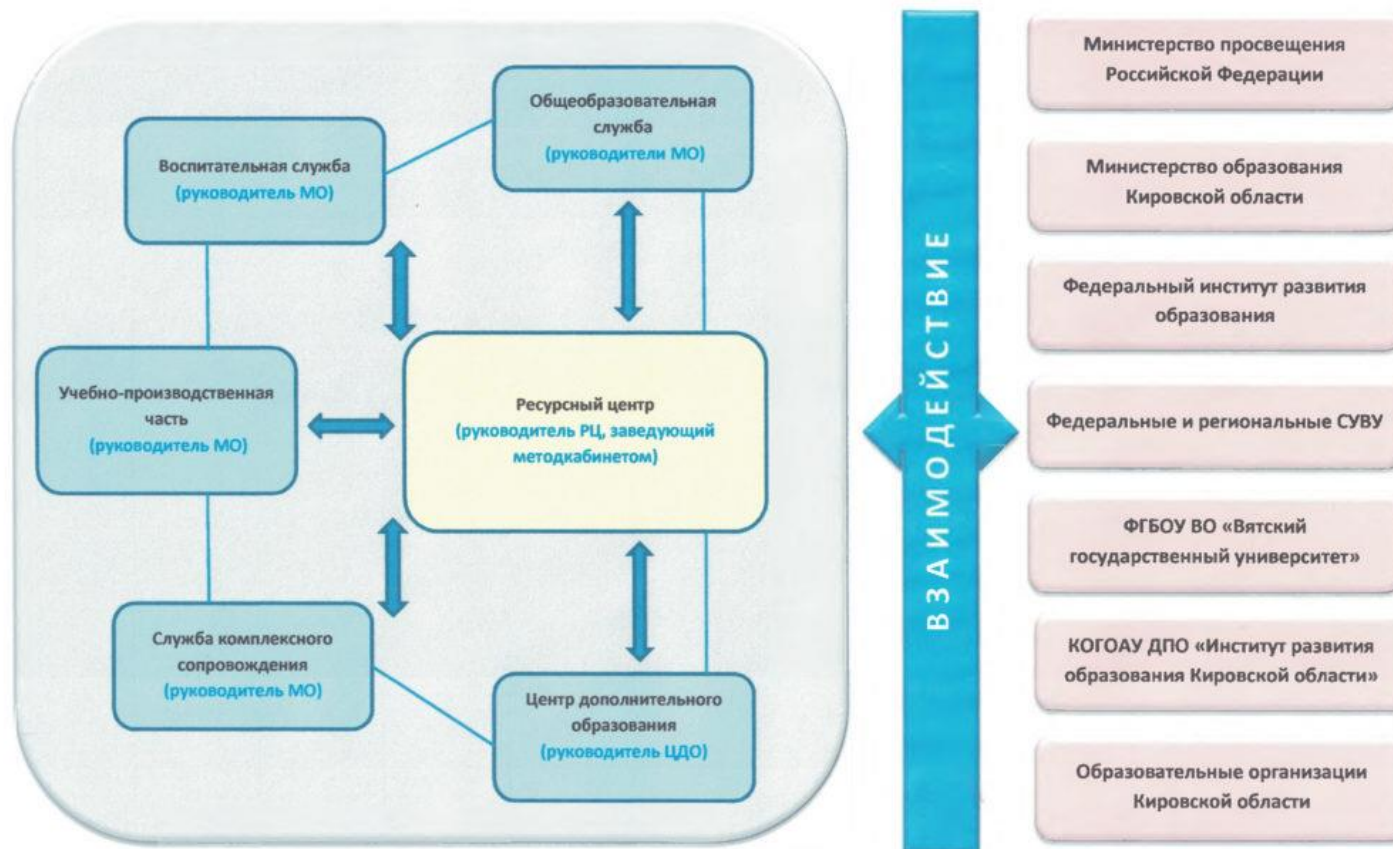 Общеобразовательная
служба
(руководители МО)
Воспитательная служба
(руководитель МО)
Учебно-производственная
часть
(руководитель МО)
Ресурсный центр
(руководитель РЦ, заведующий
методкабинетом)
Служба комплексного
сопровождения
(руководитель МО)
Центр дополнительного
образования
(руководитель ЦДО)
ВЗАИМОДЕЙСТВИЕ
Министерство просвещения
Российской Федерации
Министерство образования
Кировской области
Федеральный институт развития
образования
Федеральные и региональные СУВУ
ФГБОУ ВО «Вятский
государственный университет»
КОГОАУ ДПО «Институт развития
образования Кировской области»
Образовательные организации
Кировской области